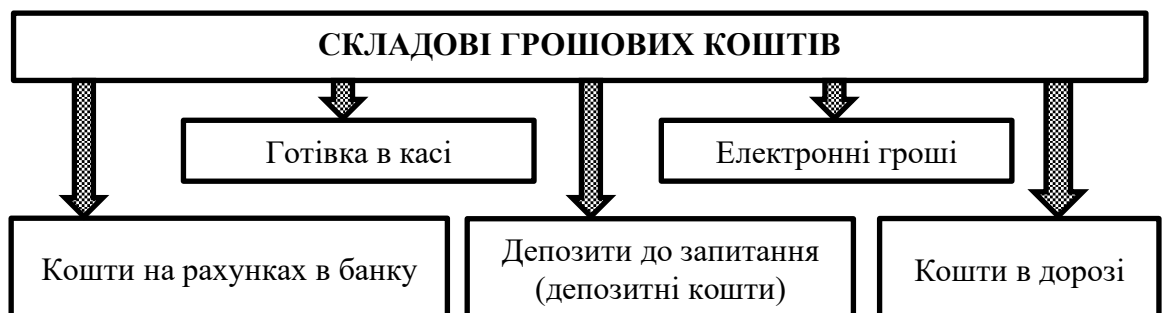 СКЛАДОВІ ГРОШОВИХ КОШТІВ
Готівка в касі
Електронні гроші
Кошти на рахунках в банку
Депозити до запитання
(депозитні кошти)
Кошти в дорозі